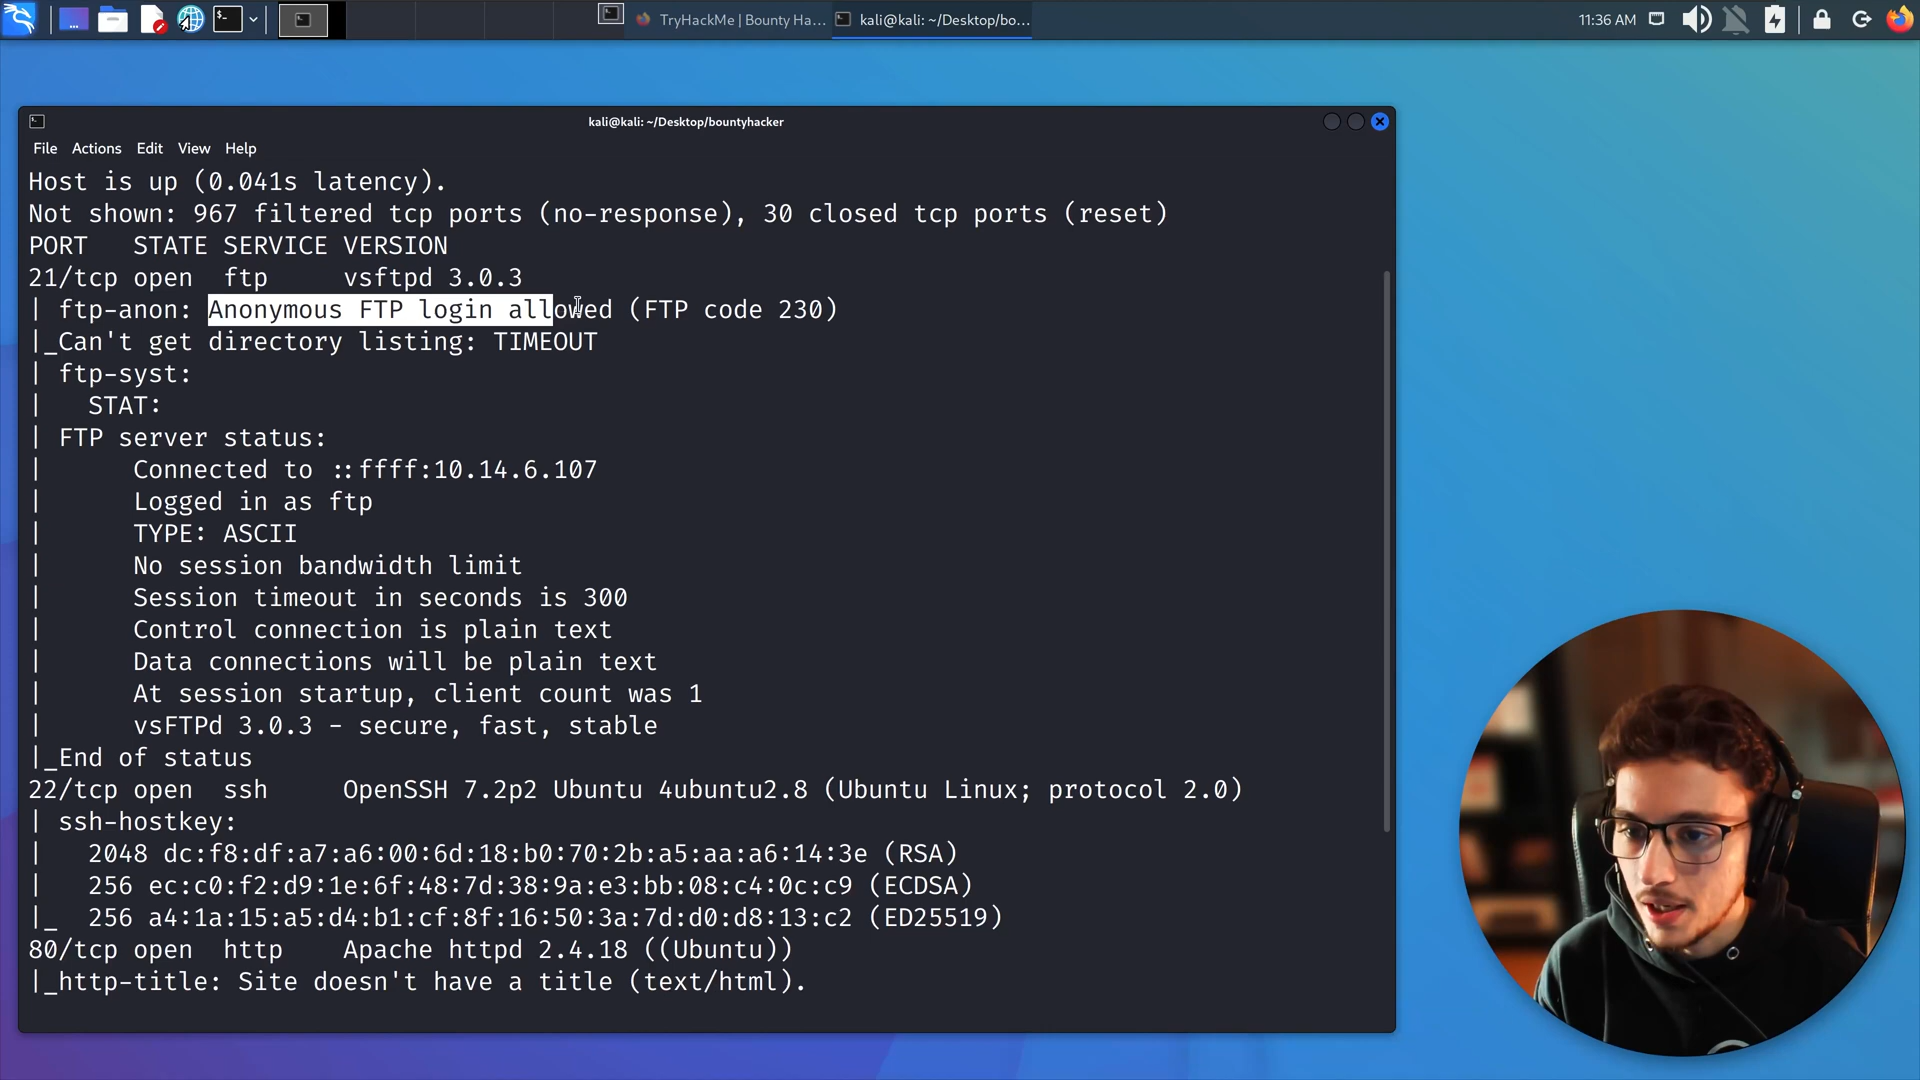 TryHackMe | Bounty Ha...
kali@kali: ~/Desktop/bo...
11:36 AM
kali@kali: ~/Desktop/bountyhacker
File Actions Edit View Help
Host is up (0.041s latency).
Not shown: 967 filtered tcp ports (no-response), 30 closed tcp ports (reset)
PORT   STATE SERVICE VERSION
21/tcp open  ftp     vsftpd 3.0.3
| ftp-anon: Anonymous FTP login allowed (FTP code 230)
|_Can't get directory listing: TIMEOUT
| ftp-syst:
|   STAT:
| FTP server status:
|      Connected to ::ffff:10.14.6.107
|      Logged in as ftp
|      TYPE: ASCII
|      No session bandwidth limit
|      Session timeout in seconds is 300
|      Control connection is plain text
|      Data connections will be plain text
|      At session startup, client count was 1
|      vsFTPd 3.0.3 - secure, fast, stable
|_End of status
22/tcp open  ssh     OpenSSH 7.2p2 Ubuntu 4ubuntu2.8 (Ubuntu Linux; protocol 2.0)
| ssh-hostkey:
|   2048 dc:f8:df:a7:a6:00:6d:18:b0:70:2b:a5:aa:a6:14:3e (RSA)
|   256 ec:c0:f2:d9:1e:6f:48:7d:38:9a:e3:bb:08:c4:0c:c9 (ECDSA)
|_  256 a4:1a:15:a5:d4:b1:cf:8f:16:50:3a:7d:d0:d8:13:c2 (ED25519)
80/tcp open  http    Apache httpd 2.4.18 ((Ubuntu))
|_http-title: Site doesn't have a title (text/html).